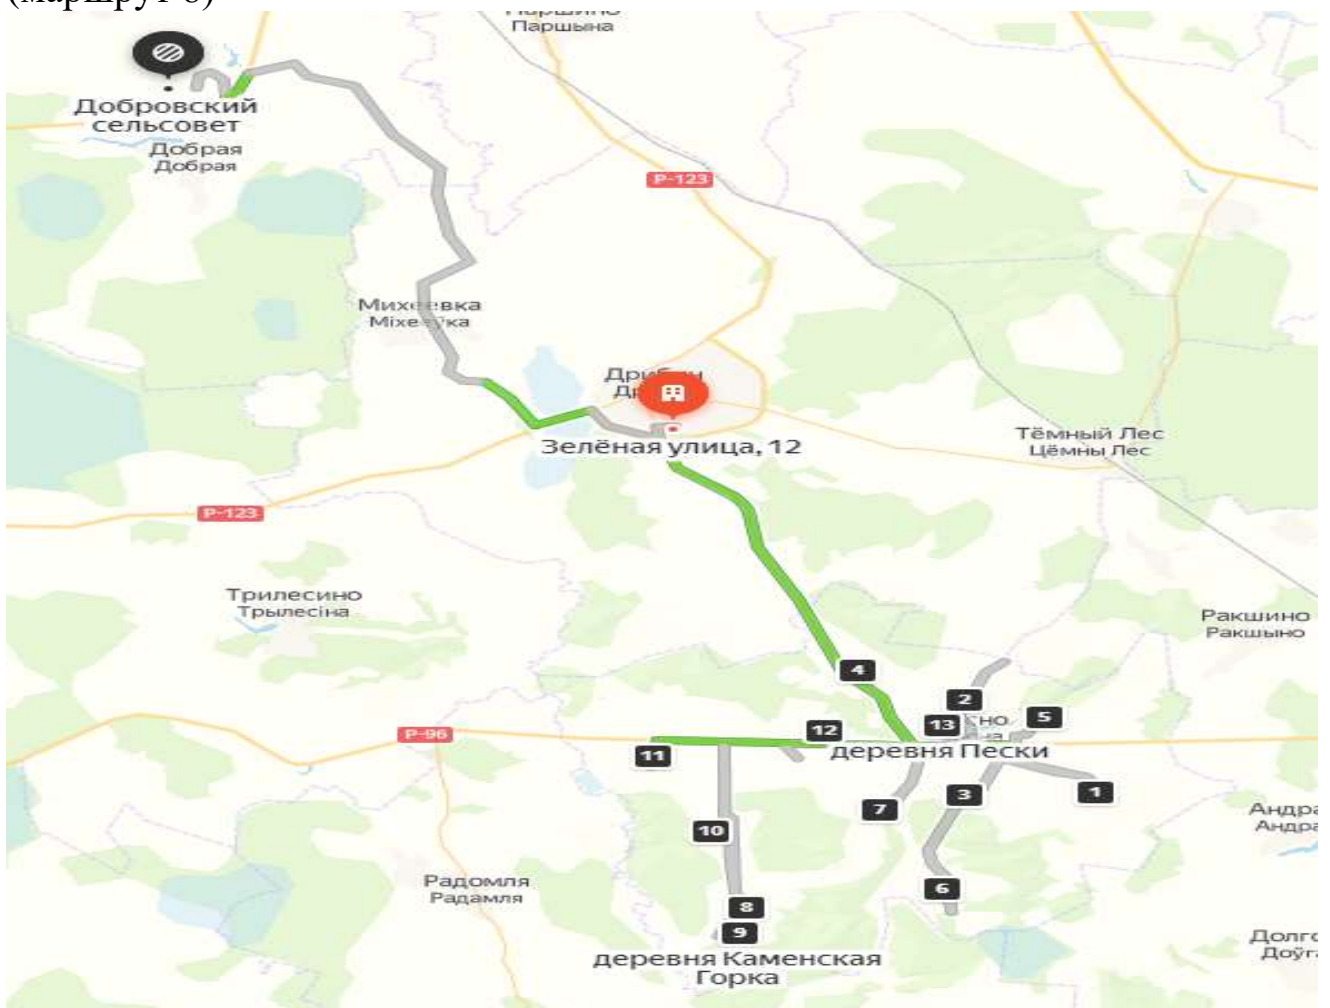 Паршына
Добровский
сельсовет
Добрая
Добрая
Р-123
Михеевка
Зелёная улица, 12
Тёмный Лес
Цёмны Лес
Р-123
Трилесино
Трылесіна
Ракшино
Ракшыно
4
2
13
5
12
Р-96
11
деревня Пески
1
3
7
10
Радомля
Радамля
6
8
9
деревня Каменская
Горка